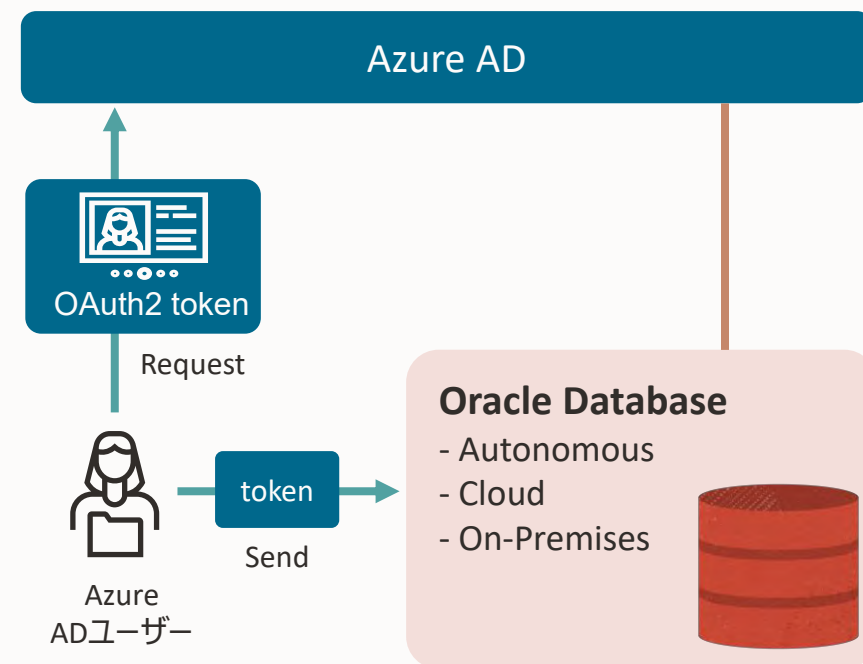 Azure AD
OAuth2 token
Request
Oracle Database
- Autonomous
- Cloud
- On-Premises
token
Send
Azure
ADユーザー